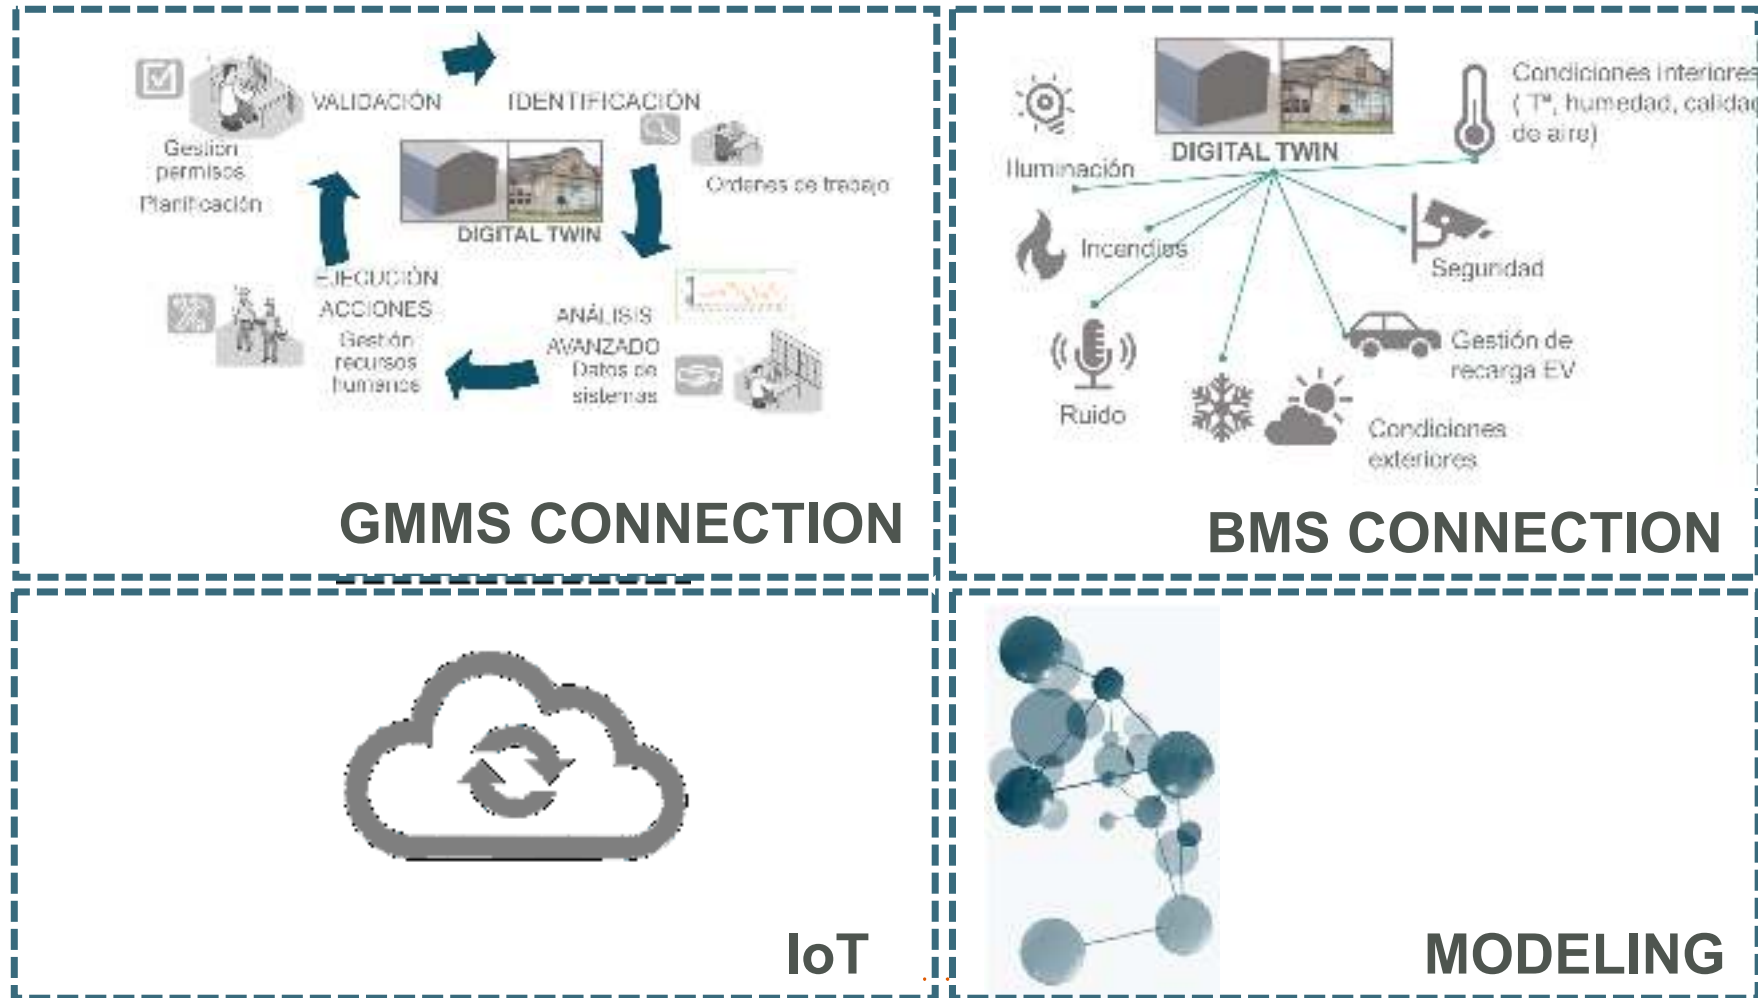 VALIDACIÓN
IDENTIFICACIÓN
Gestión
permisos
Planificación
Ordenes de trabajo
DIGITAL TWIN
EJECUCIÓN
ACCIONES
Gestión
recursos
humanos
ANÁLISIS
AVANZADO
Datos de
sistemas
GMMS CONNECTION
Condiciones interiores
( Tª, humedad, calidad
de aire)
DIGITAL TWIN
Iluminación
Incendios
Seguridad
Ruido
Gestión de
recarga EV
Condiciones
exteriores
BMS CONNECTION
IoT
MODELING